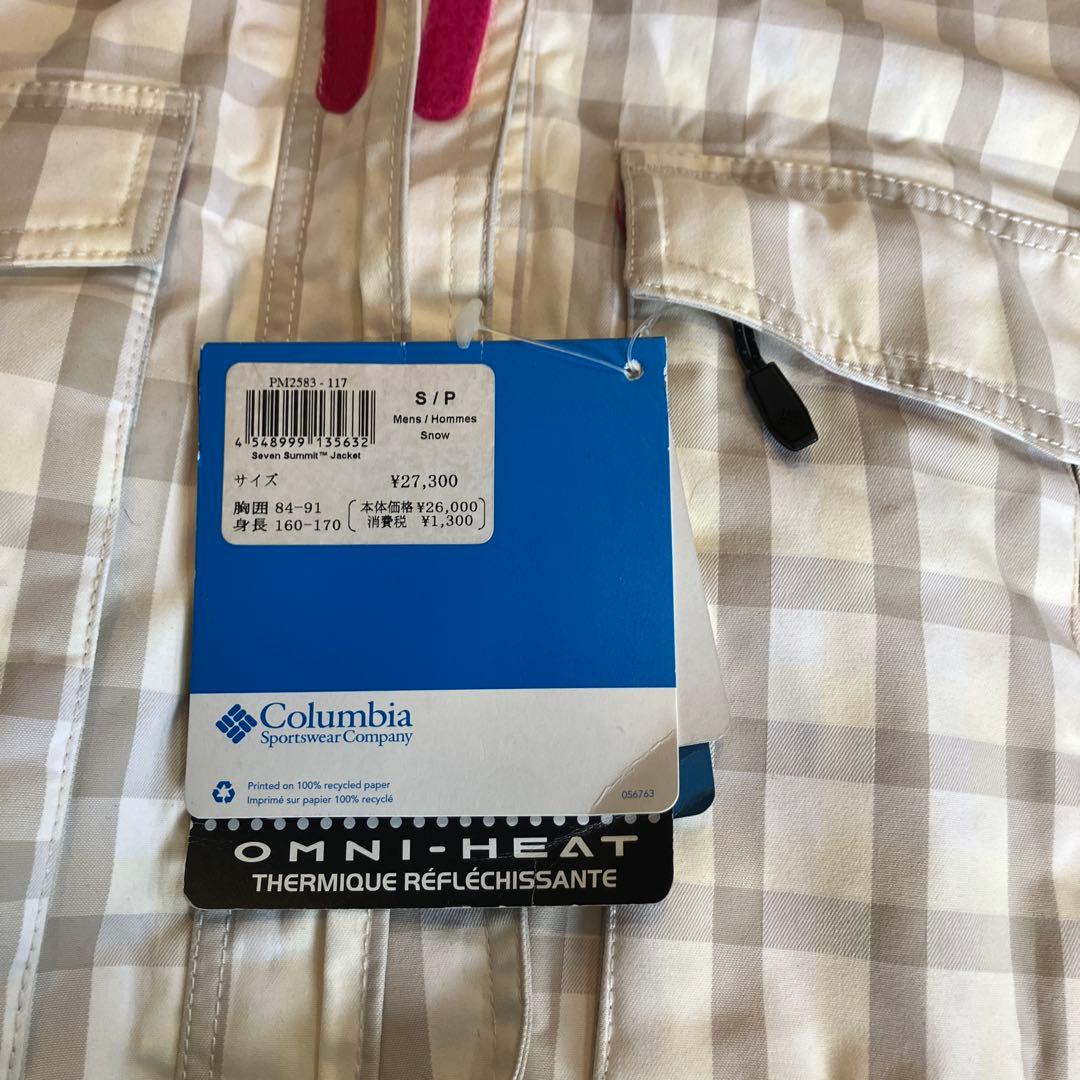 PM2583 - 117
S / P
Mens / Hommes
Snow
4 548999 135632
Seven Summit™ Jacket
サイズ ¥27,300
胸囲 84-91 本体価格 ¥26,000
身長 160-170 消費税 ¥1,300
Columbia
Sportswear Company
Printed on 100% recycled paper
Imprimé sur papier 100% recyclé
056763
OMNI-HEAT
THERMIQUE RÉFLÉCHISSANTE